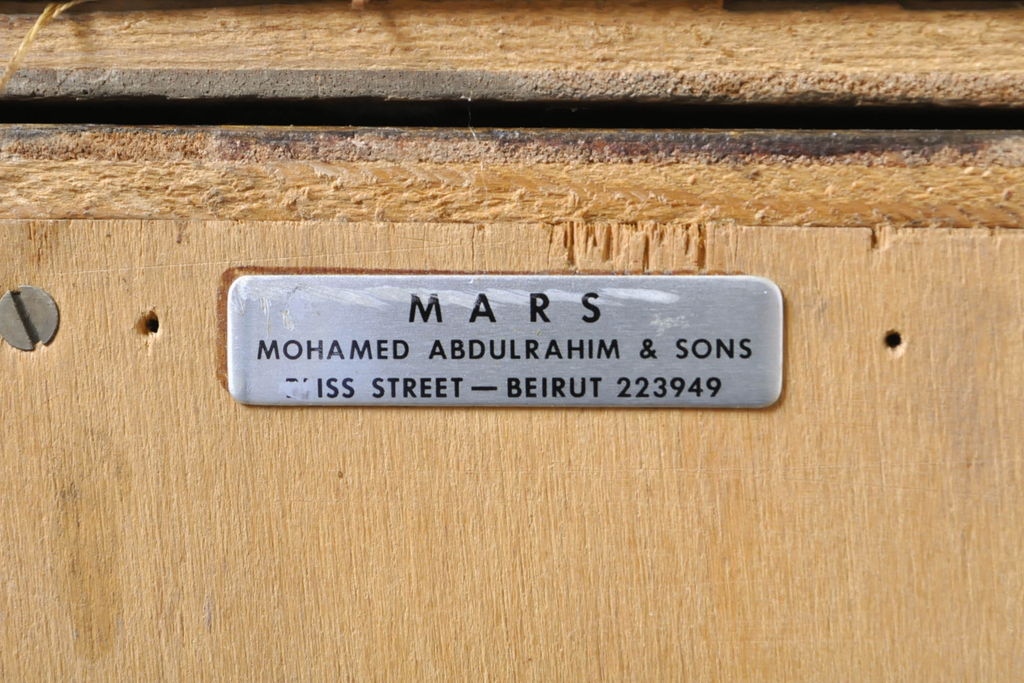 MARS
MOHAMED ABDULRAHIM & SONS
STREET — BEIRUT 223949